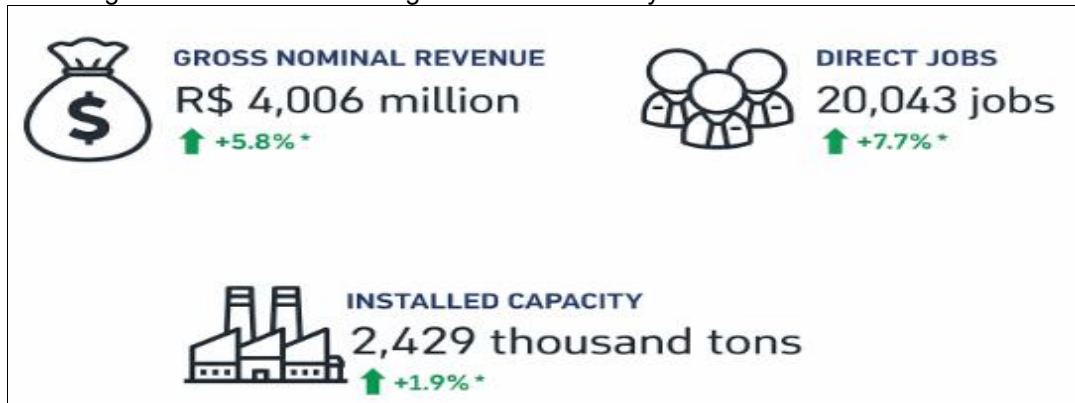 GROSS NOMINAL REVENUE
R$ 4,006 million
+5.8% *
DIRECT JOBS
20,043 jobs
+7.7% *
INSTALLED CAPACITY
2,429 thousand tons
+1.9% *